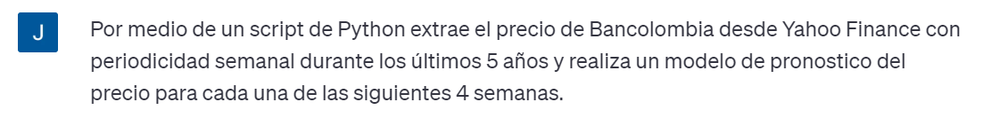 J
Por medio de un script de Python extrae el precio de Bancolombia desde Yahoo Finance con
periodicidad semanal durante los últimos 5 años y realiza un modelo de pronostico del
precio para cada una de las siguientes 4 semanas.